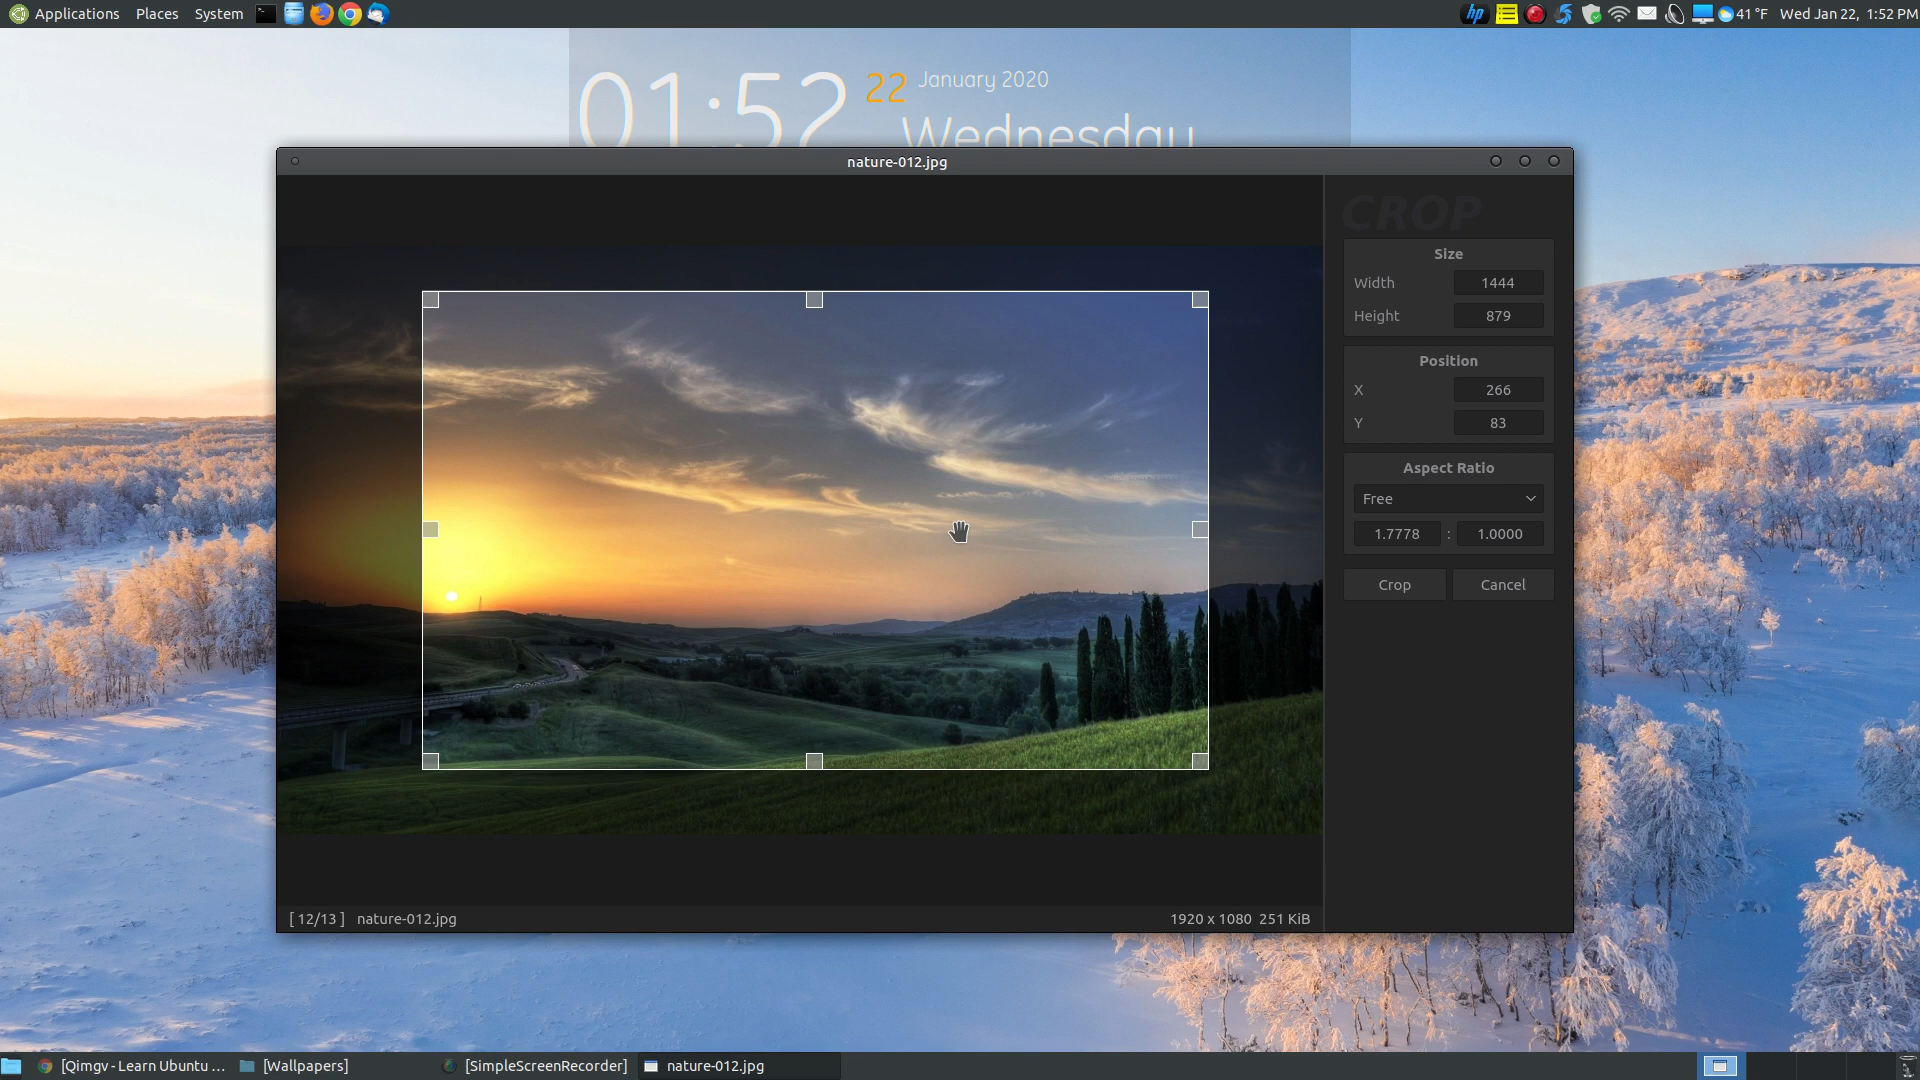 Applications Places System
hp 41 °F Wed Jan 22, 1:52 PM
01:52 22 January 2020
Wednesday
nature-012.jpg
CROP
Size
Width 1444
Height 879
Position
X 266
Y 83
Aspect Ratio
Free
1.7778 : 1.0000
Crop Cancel
[ 12/13 ] nature-012.jpg 1920 x 1080 251 KiB
[Qimgv - Learn Ubuntu ... [Wallpapers] [SimpleScreenRecorder] nature-012.jpg